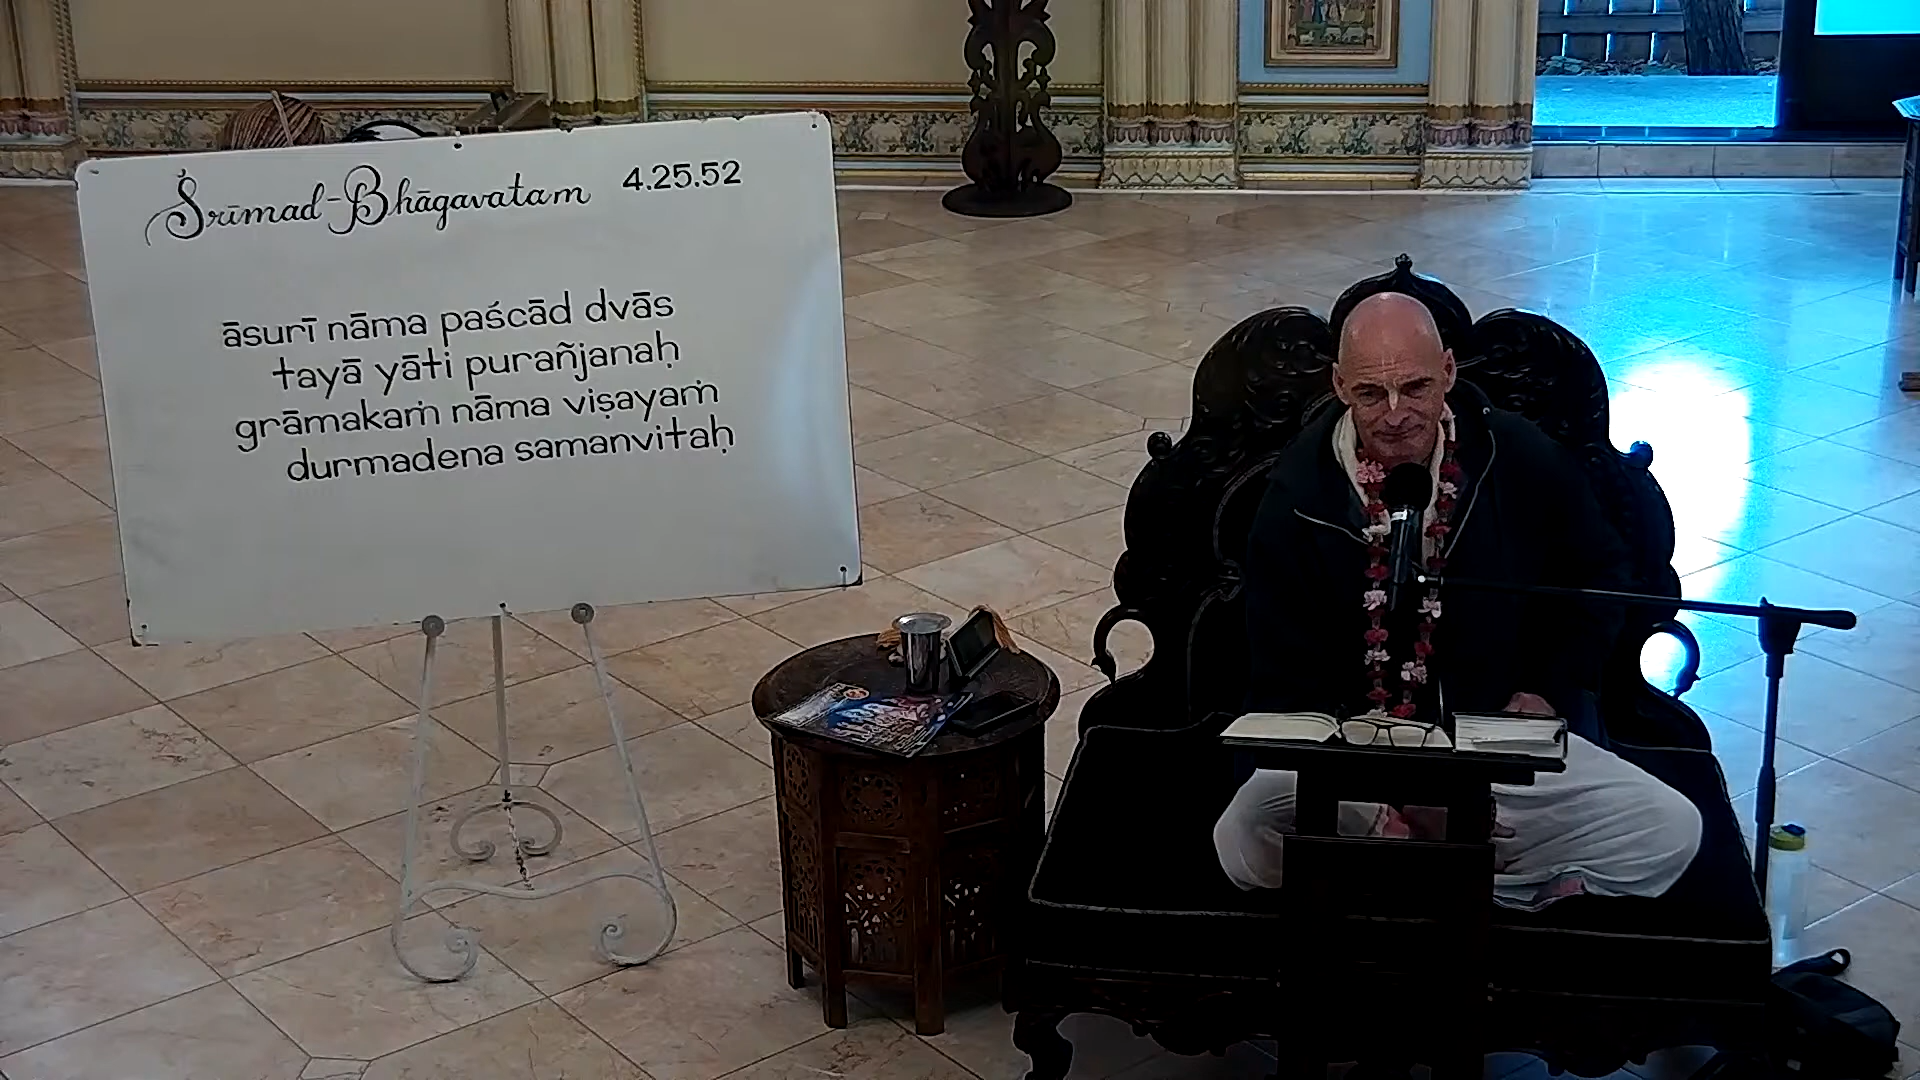 Śrīmad-Bhāgavatam 4.25.52
āsurī nāma paścād dvās
tayā yāti purañjanaḥ
grāmakaṁ nāma viṣayaṁ
durmadena samanvitaḥ